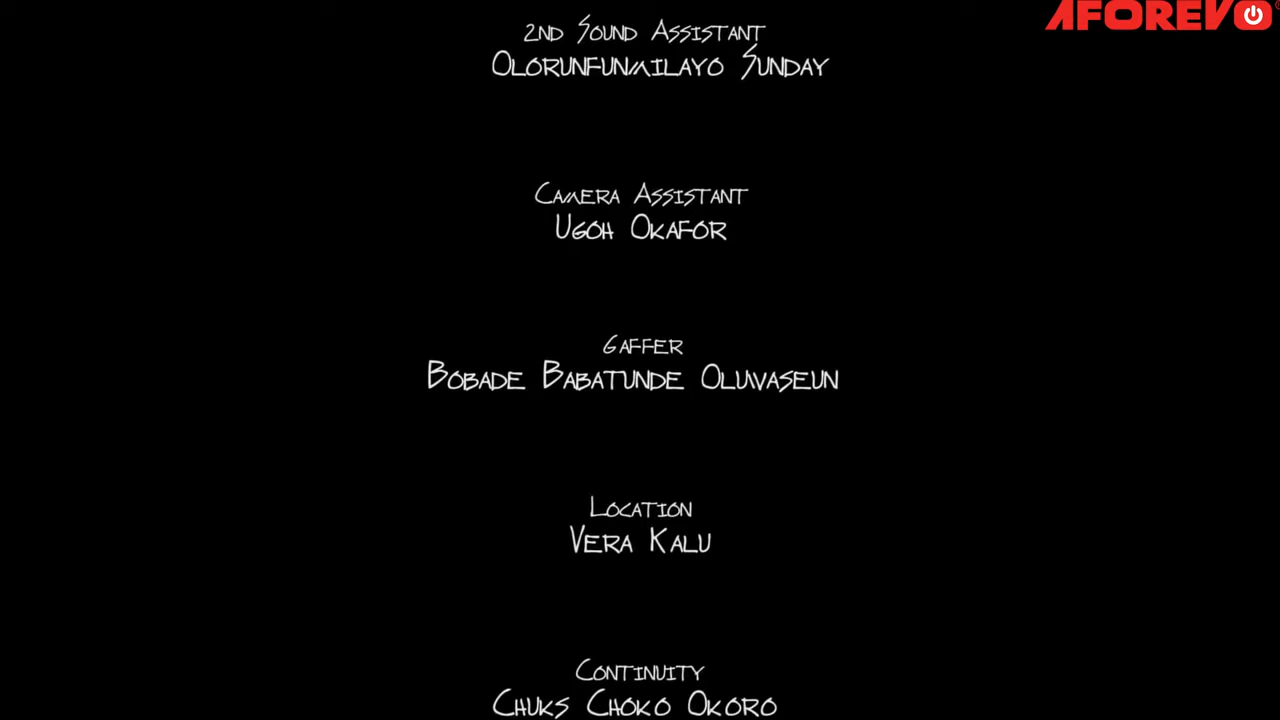 AFOREVO
2ND SOUND ASSISTANT
OLORUNFUNMILAYO SUNDAY
CAMERA ASSISTANT
UGOH OKAFOR
GAFFER
BOBADE BABATUNDE OLUWASEUN
LOCATION
VERA KALU
CONTINUITY
CHUKS CHOKO OKORO